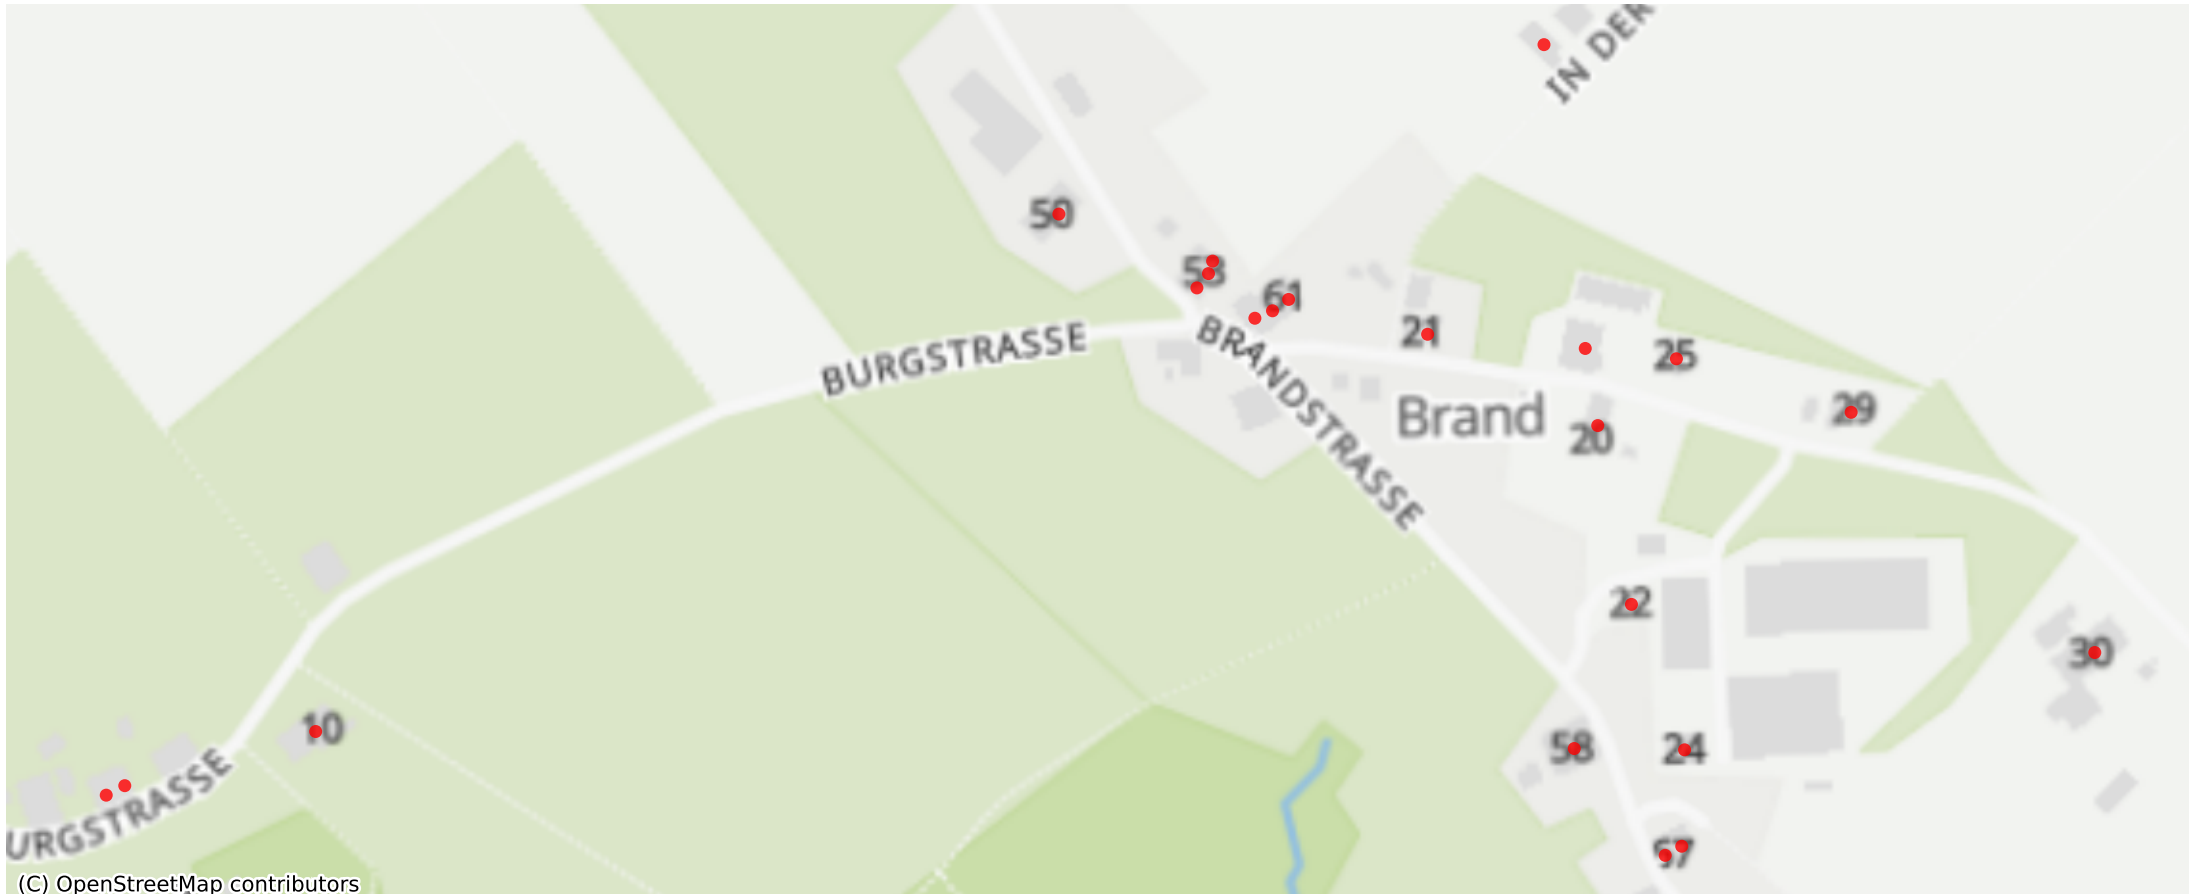 IN DER
50
53
61
21
25
BURGSTRASSE
BRANDSTRASSE
Brand
29
20
22
30
10
58
24
URGSTRASSE
67
(C) OpenStreetMap contributors